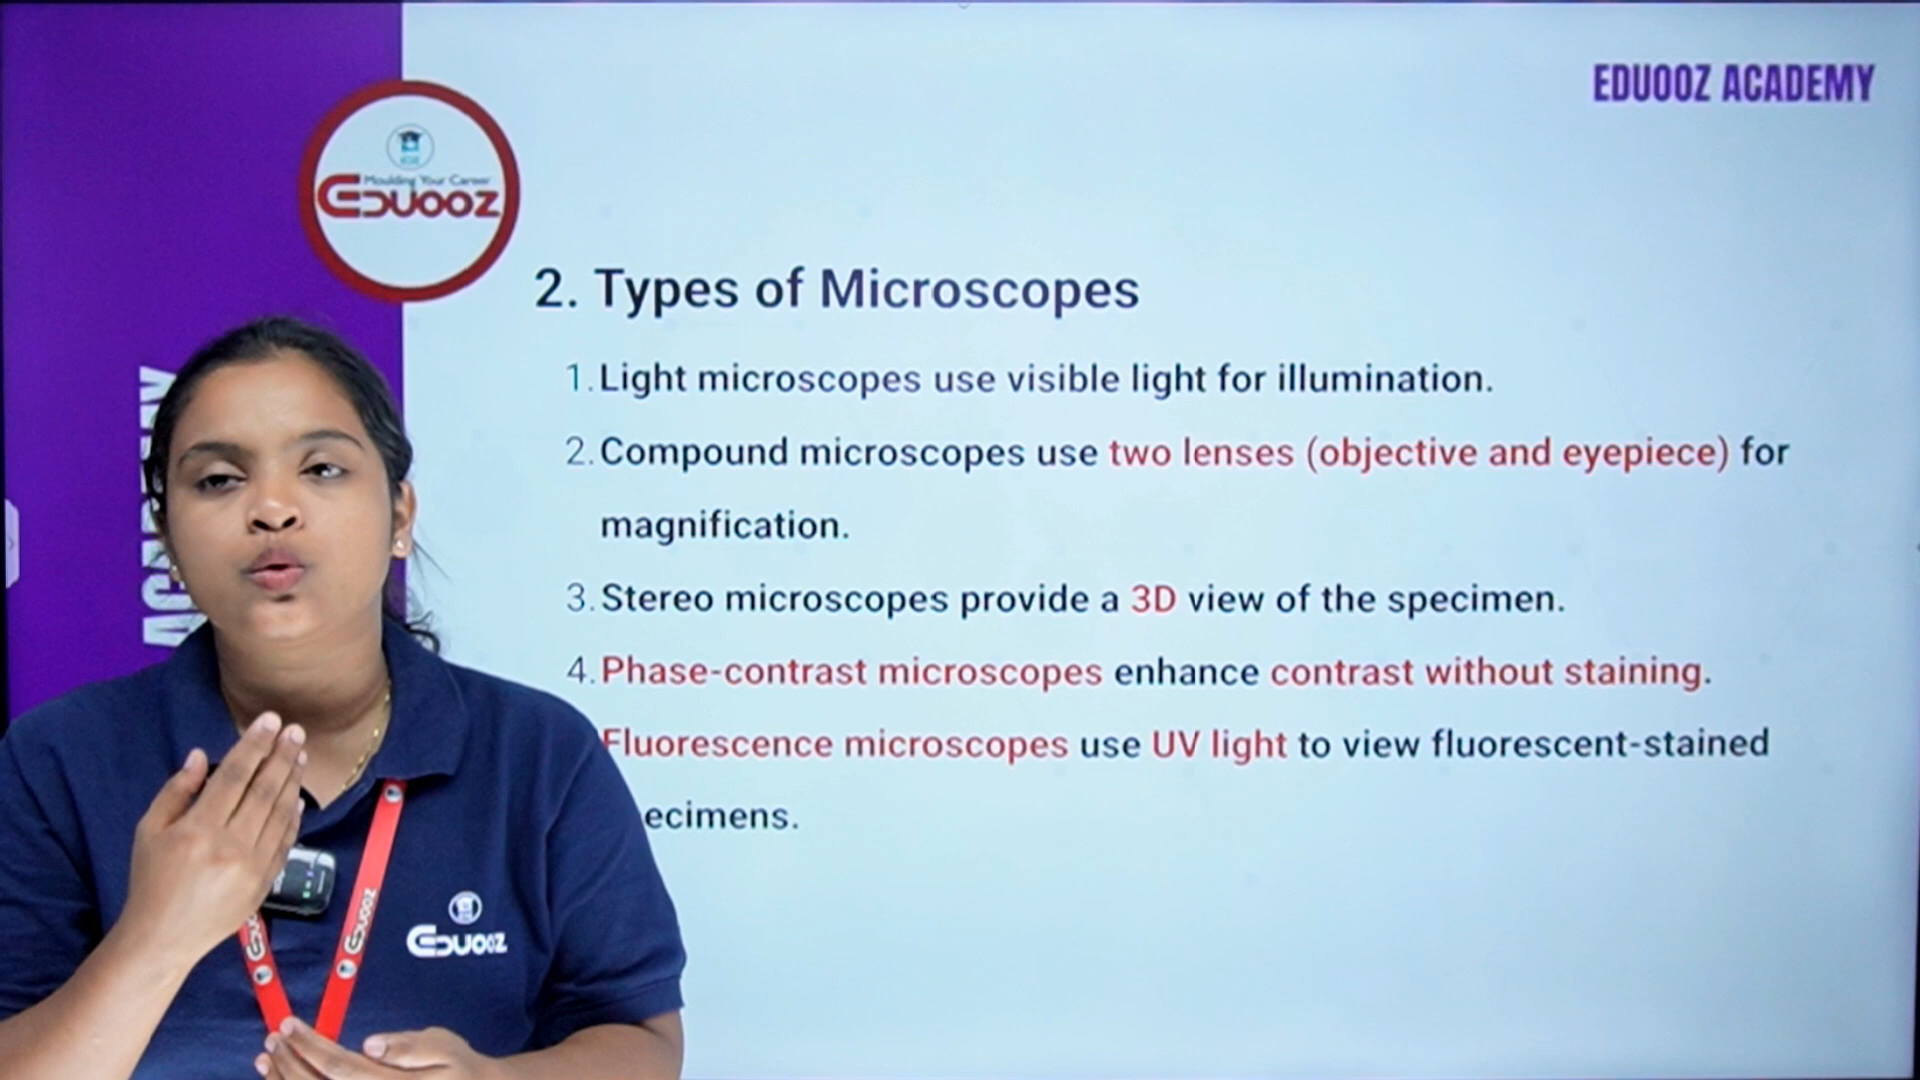 EDUOOZ ACADEMY
Moulding Your Career
EDUOOZ
2. Types of Microscopes
1. Light microscopes use visible light for illumination.
2. Compound microscopes use two lenses (objective and eyepiece) for
magnification.
3. Stereo microscopes provide a 3D view of the specimen.
4. Phase-contrast microscopes enhance contrast without staining.
Fluorescence microscopes use UV light to view fluorescent-stained
ecimens.
EDUOOZ
EDUOOZ
EDUOOZ